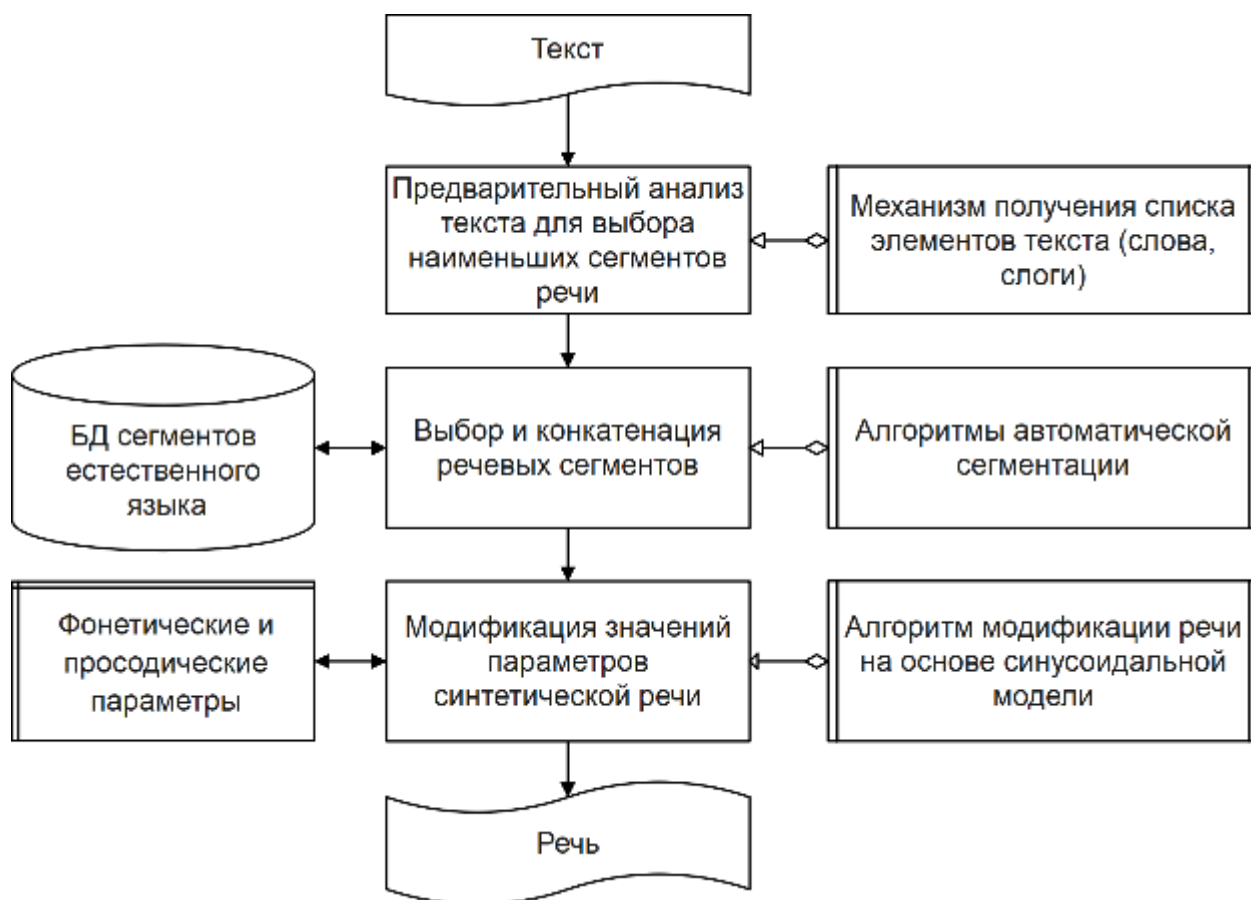 Текст
Предварительный анализ
текста для выбора
наименьших сегментов
речи
Механизм получения списка
элементов текста (слова,
слоги)
БД сегментов
естественного
языка
Выбор и конкатенация
речевых сегментов
Алгоритмы автоматической
сегментации
Фонетические и
просодические
параметры
Модификация значений
параметров
синтетической речи
Алгоритм модификации речи
на основе синусоидальной
модели
Речь